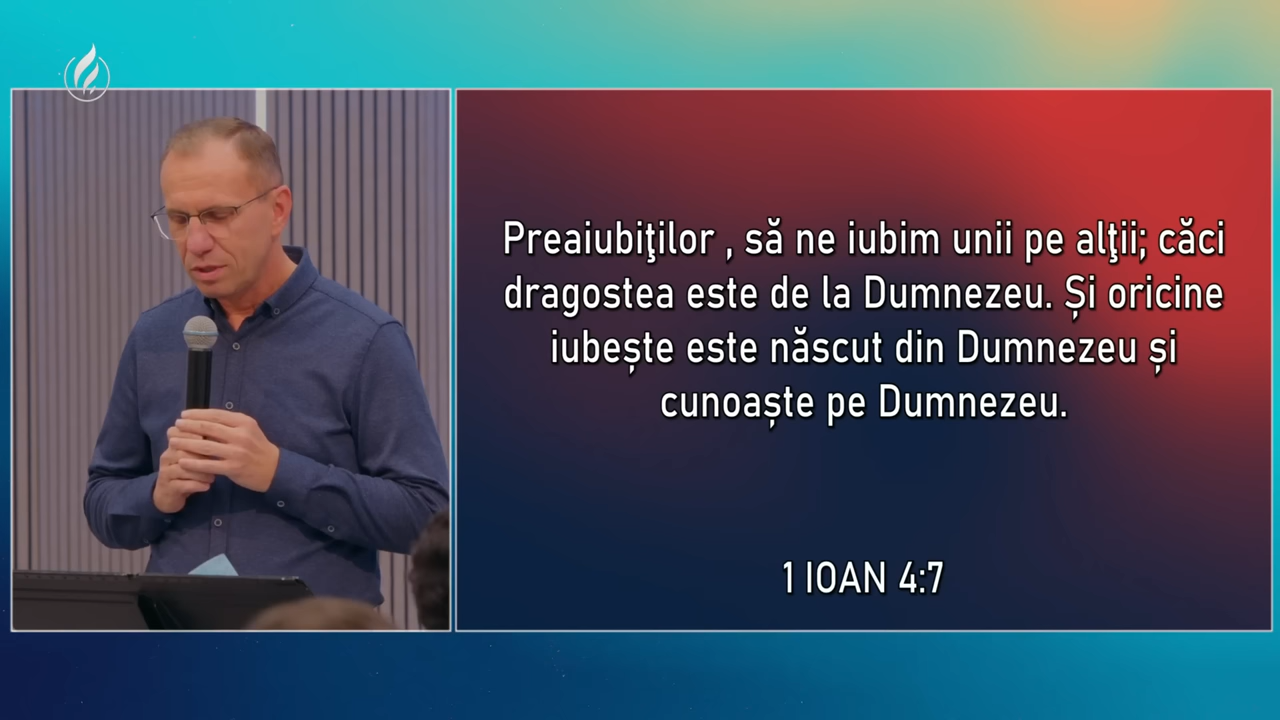 Preaiubiţilor , să ne iubim unii pe alţii; căci
dragostea este de la Dumnezeu. Și oricine
iubește este născut din Dumnezeu și
cunoaște pe Dumnezeu.
1 IOAN 4:7